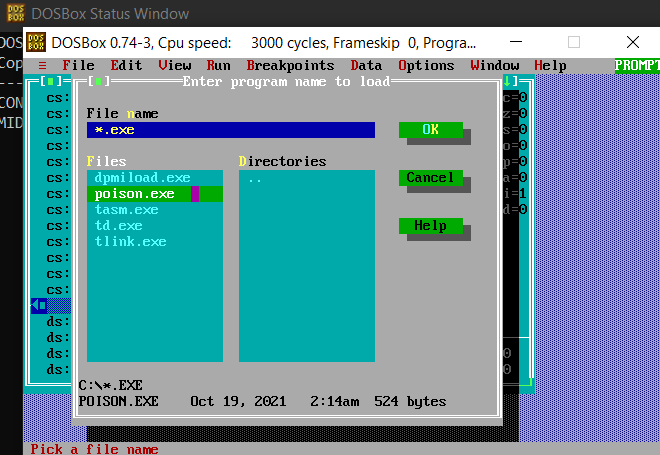 DOSBox Status Window
DOSBox 0.74-3, Cpu speed: 3000 cycles, Frameskip 0, Progra...
≡ File Edit View Run Breakpoints Data Options Window Help PROMPT
Enter program name to load
File name
*.exe
OK
Files
Directories
dpmiload.exe
..
Cancel
poison.exe
tasm.exe
td.exe
Help
tlink.exe
C:\*.EXE
POISON.EXE Oct 19, 2021 2:14am 524 bytes
cs:
cs:
cs:
cs:
cs:
cs:
cs:
cs:
cs:
cs:
cs:
cs:
cs:
ds:
ds:
ds:
ds:
c=0
z=0
s=0
o=0
p=0
a=0
i=1
d=0
DOS
Cop
---
CON
MID
Pick a file name